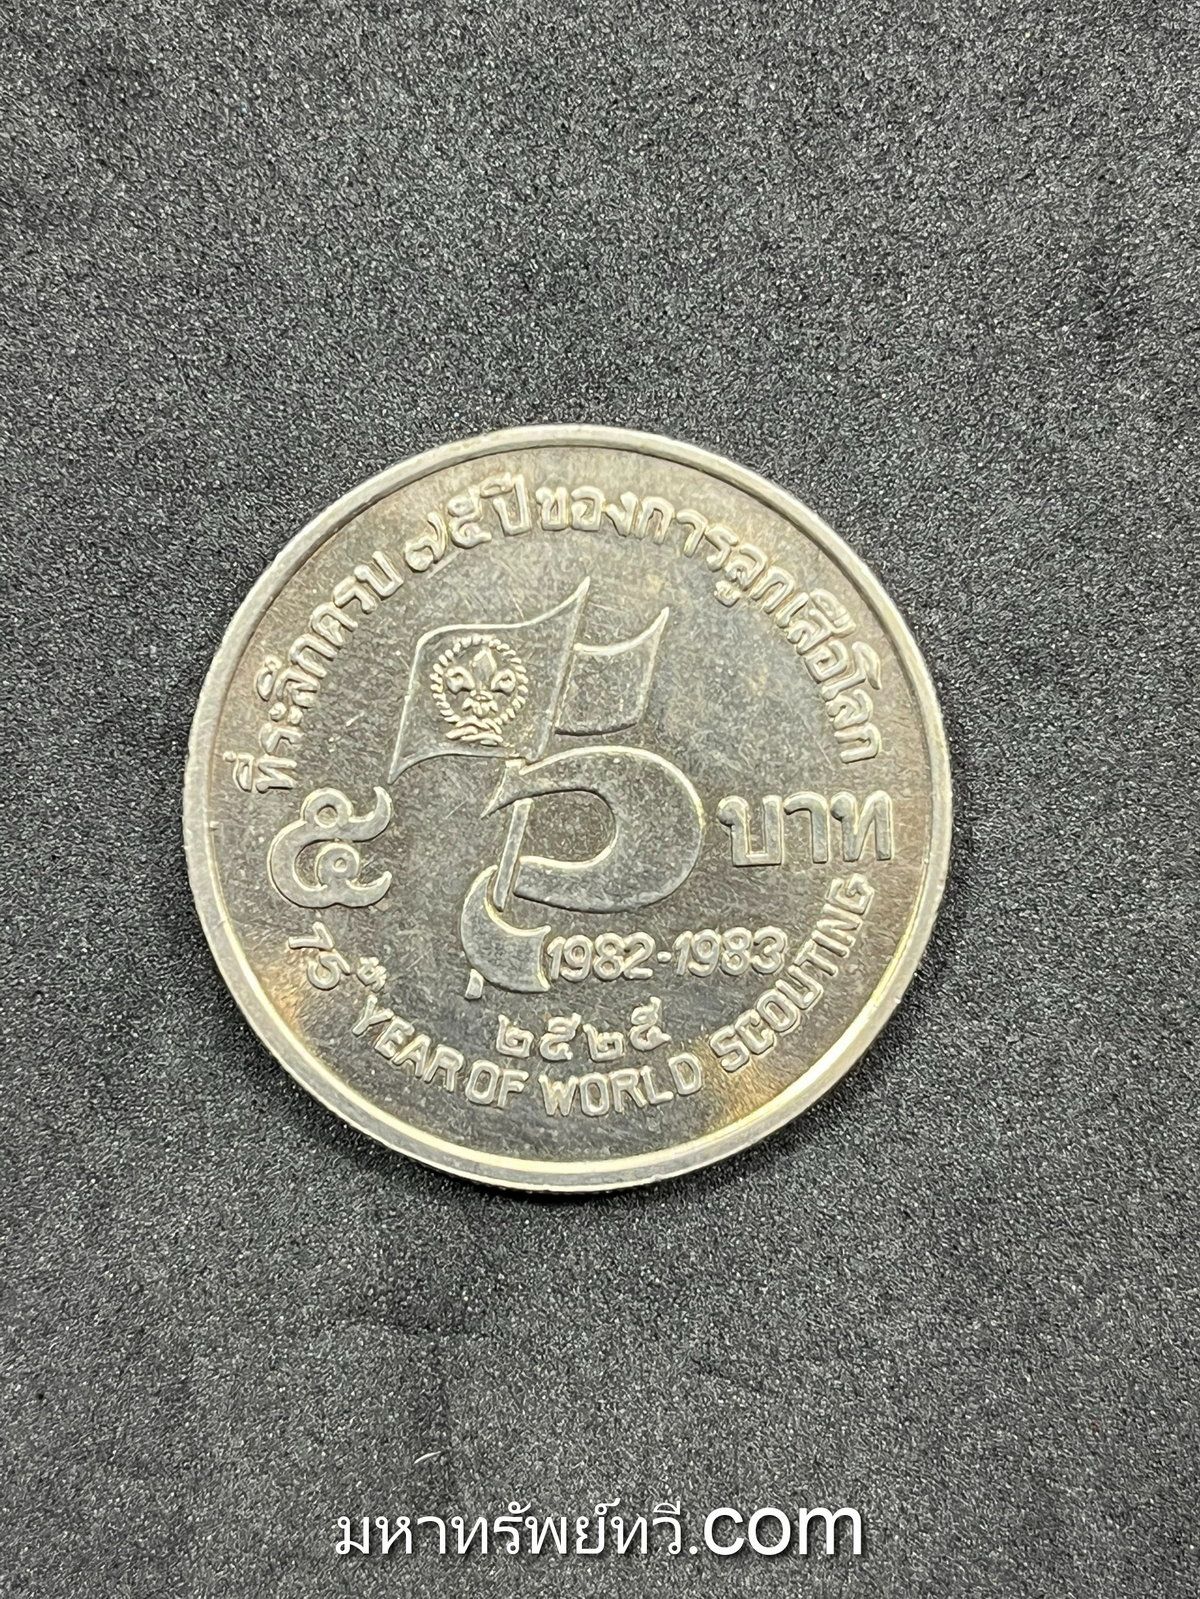 ที่ระลึกครบ ๗๕ ปี ของการลูกเสือโลก
๕ บาท
1982-1983
๒๕๒๕
75th YEAR OF WORLD SCOUTING
มหาทรัพย์ทวี.com